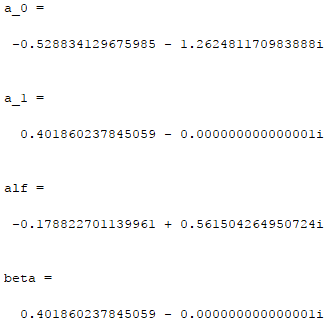 a_0 =
-0.528834129675985 - 1.262481170983888i
a_1 =
0.401860237845059 - 0.000000000000001i
alf =
-0.178822701139961 + 0.561504264950724i
beta =
0.401860237845059 - 0.000000000000001i